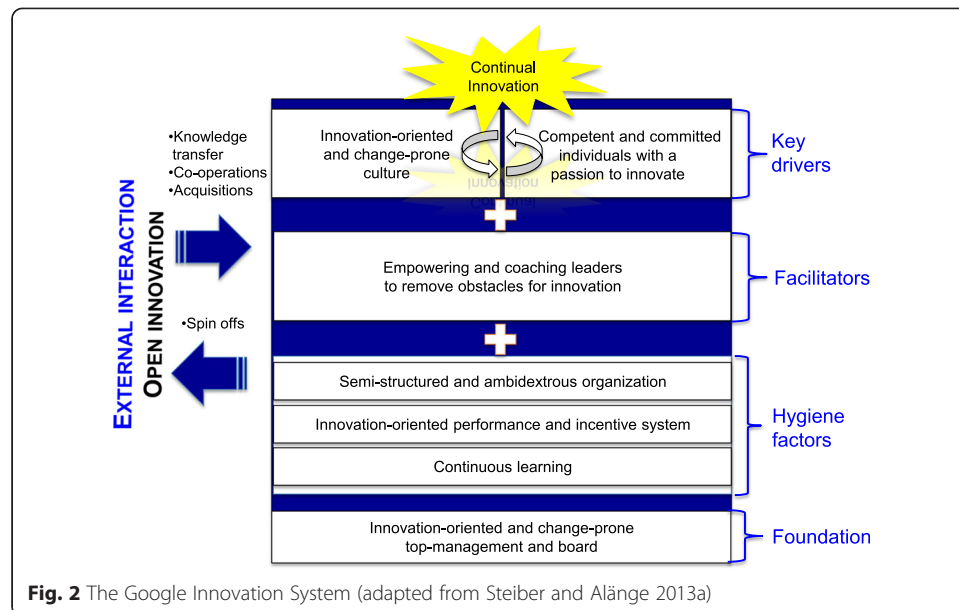 Continual
Innovation
•Knowledge
transfer
•Co-operations
•Acquisitions
Innovation-oriented
and change-prone
culture
Competent and committed
individuals with a
passion to innovate
Continual
Innovation
Key
drivers
EXTERNAL INTERACTION
OPEN INNOVATION
Empowering and coaching leaders
to remove obstacles for innovation
Facilitators
•Spin offs
Semi-structured and ambidextrous organization
Innovation-oriented performance and incentive system
Continuous learning
Hygiene
factors
Innovation-oriented and change-prone
top-management and board
Foundation
Fig. 2 The Google Innovation System (adapted from Steiber and Alänge 2013a)